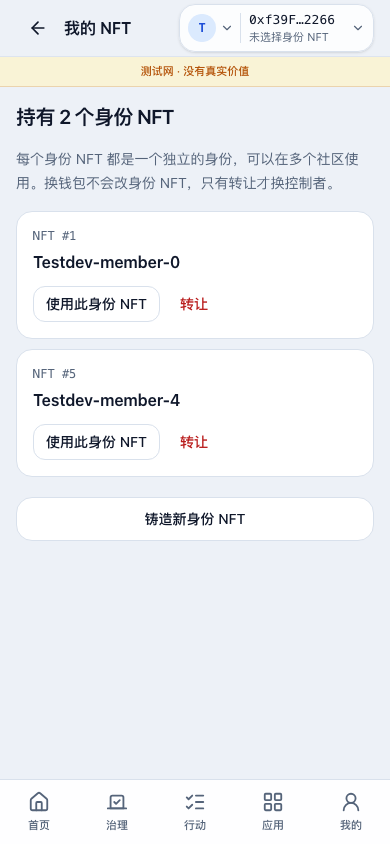 我的 NFT
T
0xf39F…2266
未选择身份 NFT
测试网 · 没有真实价值
持有 2 个身份 NFT
每个身份 NFT 都是一个独立的身份，可以在多个社区使
用。换钱包不会改身份 NFT，只有转让才换控制者。
NFT #1
Testdev-member-0
使用此身份 NFT
转让
NFT #5
Testdev-member-4
使用此身份 NFT
转让
铸造新身份 NFT
首页
治理
行动
应用
我的